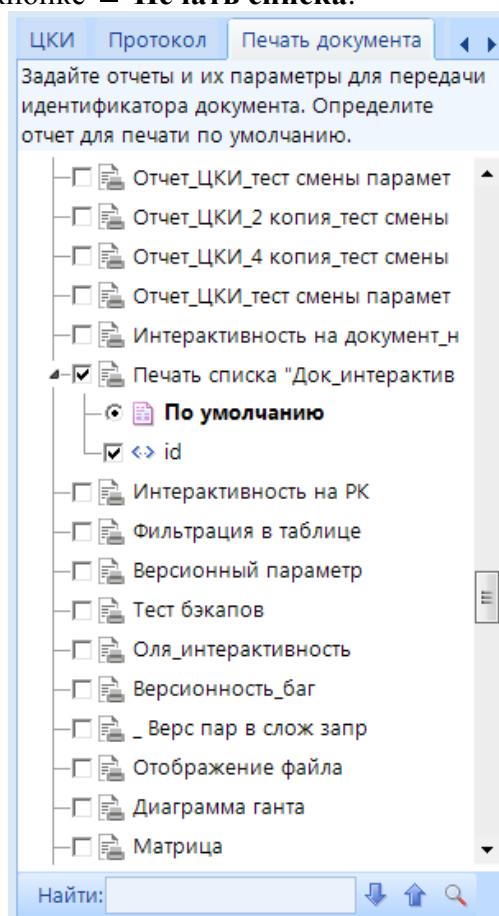 кнопке – Печать списка.
ЦКИ Протокол Печать документа
Задайте отчеты и их параметры для передачи
идентификатора документа. Определите
отчет для печати по умолчанию.
Отчет_ЦКИ_тест смены парамет
Отчет_ЦКИ_2 копия_тест смены
Отчет_ЦКИ_4 копия_тест смены
Отчет_ЦКИ_тест смены парамет
Интерактивность на документ_н
Печать списка "Док_интерактив
По умолчанию
id
Интерактивность на РК
Фильтрация в таблице
Версионный параметр
Тест бэкапов
Оля_интерактивность
Версионность_баг
_ Верс пар в слож запр
Отображение файла
Диаграмма ганта
Матрица
Найти: